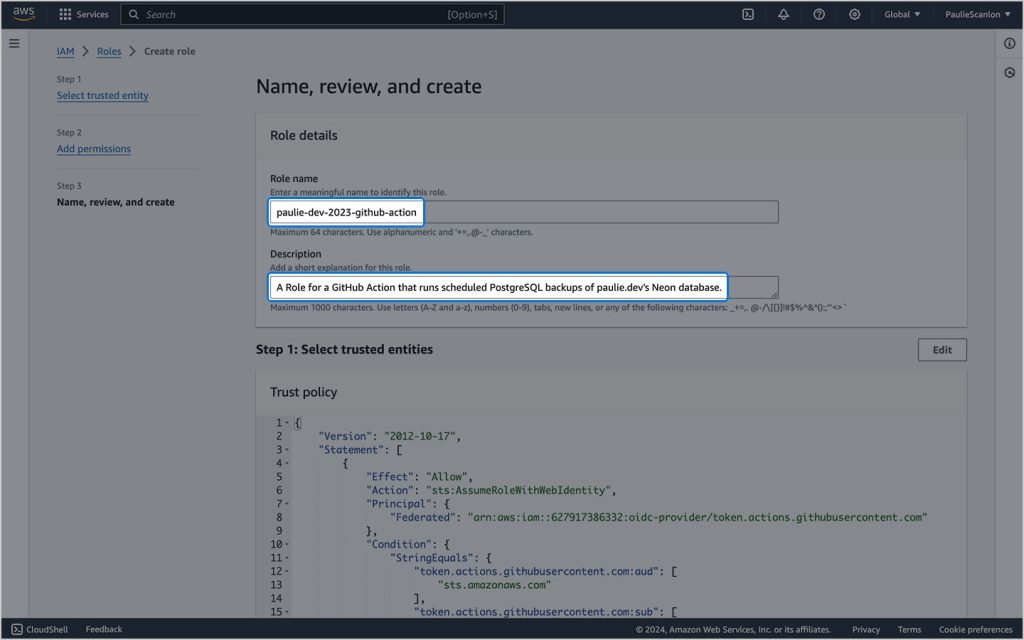 aws Services Search [Option+S] Global PaulieScanlon
IAM > Roles > Create role
Step 1
Select trusted entity
Step 2
Add permissions
Step 3
Name, review, and create
Name, review, and create
Role details
Role name
Enter a meaningful name to identify this role.
paulie-dev-2023-github-action
Maximum 64 characters. Use alphanumeric and '+=,.@-_' characters.
Description
Add a short explanation for this role.
A Role for a GitHub Action that runs scheduled PostgreSQL backups of paulie.dev's Neon database.
Maximum 1000 characters. Use letters (A-Z and a-z), numbers (0-9), tabs, new lines, or any of the following characters: _+=,. @-/\[{}]!#$%^&*();:'"<>`
Step 1: Select trusted entities
Edit
Trust policy
1 {
2 "Version": "2012-10-17",
3 "Statement": [
4 {
5 "Effect": "Allow",
6 "Action": "sts:AssumeRoleWithWebIdentity",
7 "Principal": {
8 "Federated": "arn:aws:iam::627917386332:oidc-provider/token.actions.githubusercontent.com"
9 },
10 "Condition": {
11 "StringEquals": {
12 "token.actions.githubusercontent.com:aud": [
13 "sts.amazonaws.com"
14 ],
15 "token.actions.githubusercontent.com:sub": [
CloudShell Feedback © 2024, Amazon Web Services, Inc. or its affiliates. Privacy Terms Cookie preferences